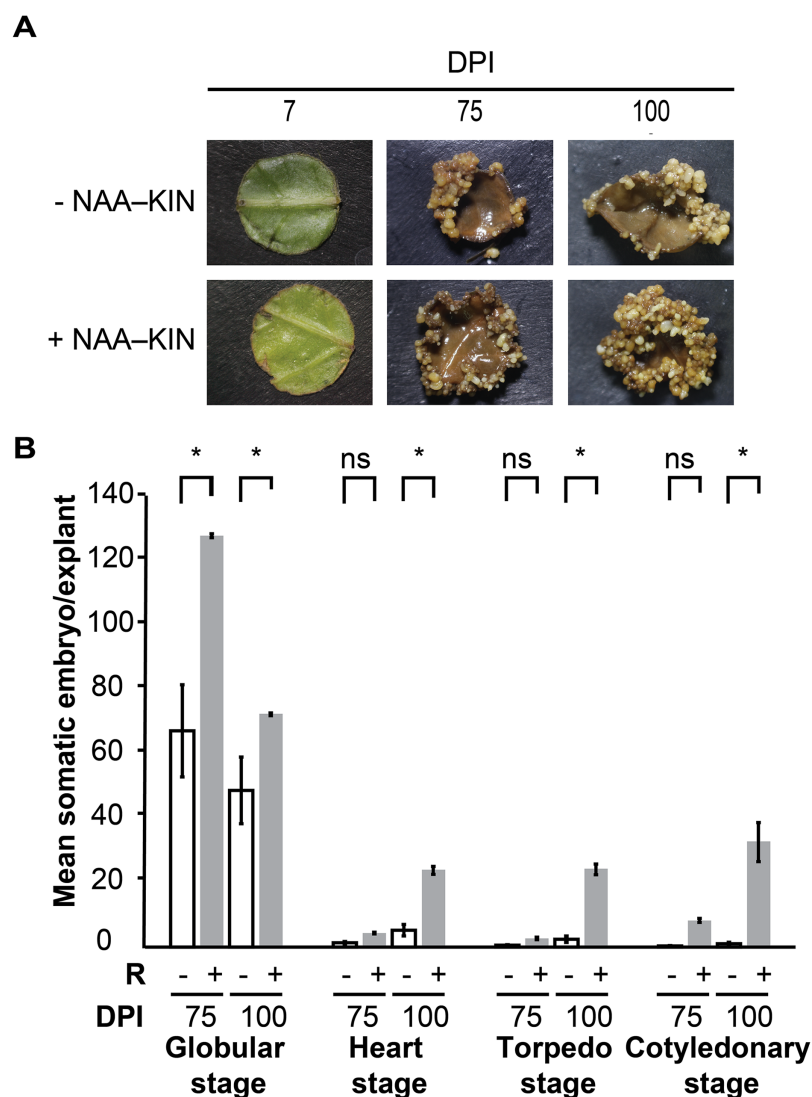 A
DPI
7 75 100
- NAA–KIN
+ NAA–KIN
B
* * ns * ns * ns *
Mean somatic embryo/explant
140
120
100
80
60
40
20
0
R - + - + - + - + - + - + - + - +
DPI 75 100 75 100 75 100 75 100
Globular Heart Torpedo Cotyledonary
stage stage stage stage